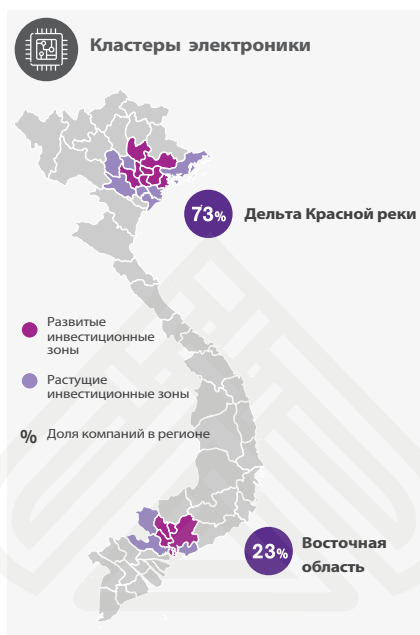 Кластеры электроники
73%
Дельта Красной реки
Развитые
инвестиционные
зоны
Растущие
инвестиционные зоны
% Доля компаний в регионе
23%
Восточная
область